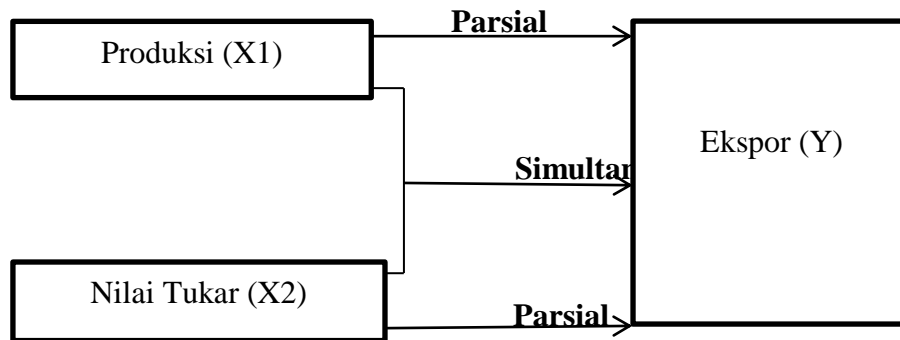 Parsial
Produksi (X1)
Ekspor (Y)
Simultan
Nilai Tukar (X2)
Parsial